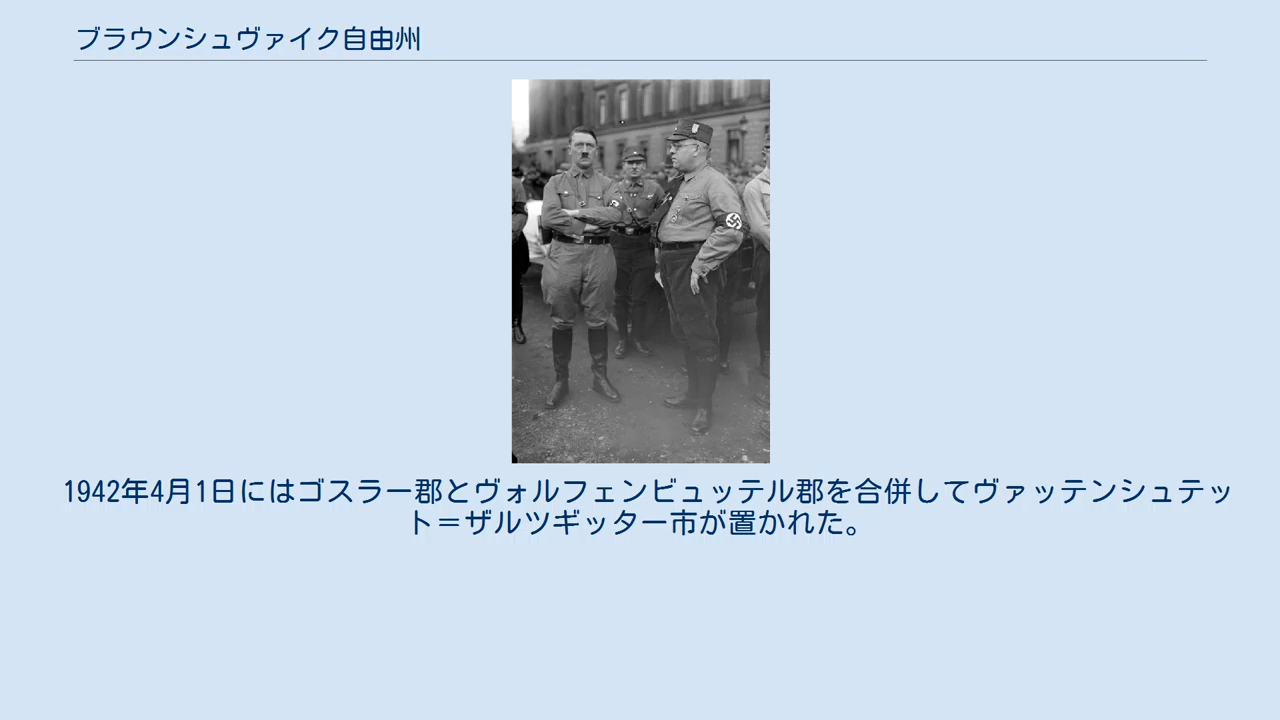 ブラウンシュヴァイク自由州
1942年4月1日にはゴスラー郡とヴォルフェンビュッテル郡を合併してヴァッテンシュテッ
ト＝ザルツギッター市が置かれた。